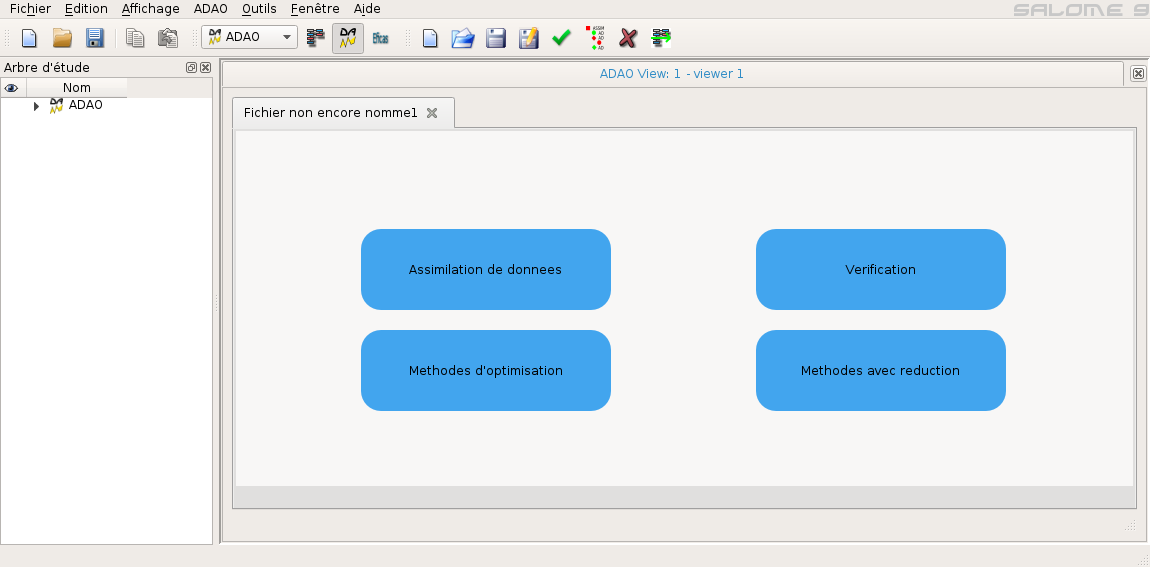 Fichier Edition Affichage ADAO Outils Fenêtre Aide
SALOME 9
ADAO Eficas
Arbre d'étude
ADAO View: 1 - viewer 1
Nom
ADAO
Fichier non encore nomme1
Assimilation de donnees
Verification
Methodes d'optimisation
Methodes avec reduction